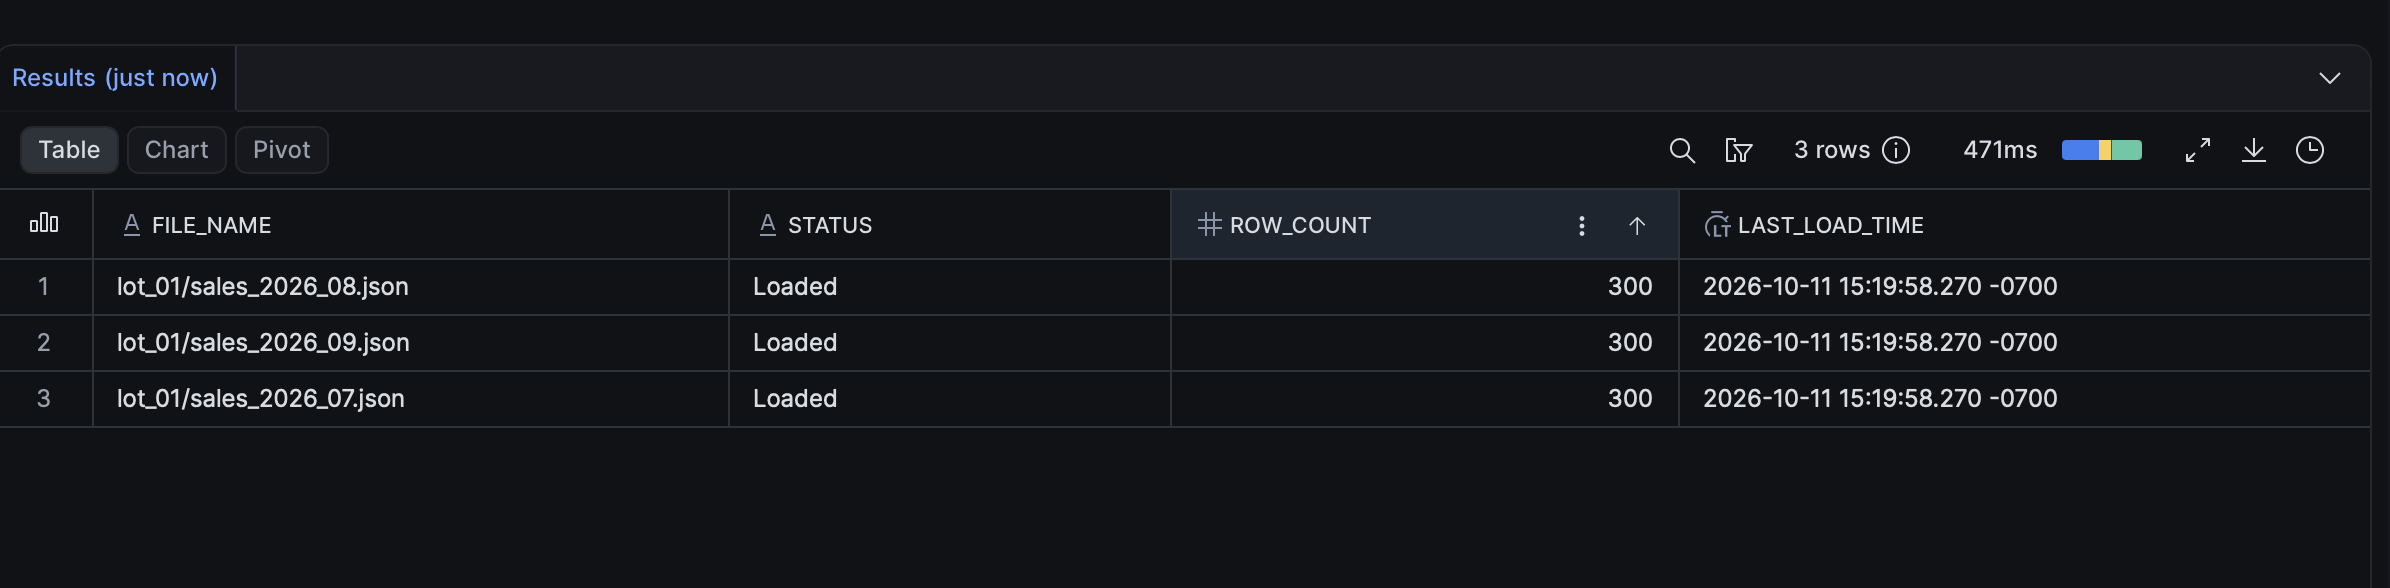 Results (just now)
Table Chart Pivot 3 rows 471ms
FILE_NAME STATUS ROW_COUNT LAST_LOAD_TIME
1 lot_01/sales_2026_08.json Loaded 300 2026-10-11 15:19:58.270 -0700
2 lot_01/sales_2026_09.json Loaded 300 2026-10-11 15:19:58.270 -0700
3 lot_01/sales_2026_07.json Loaded 300 2026-10-11 15:19:58.270 -0700